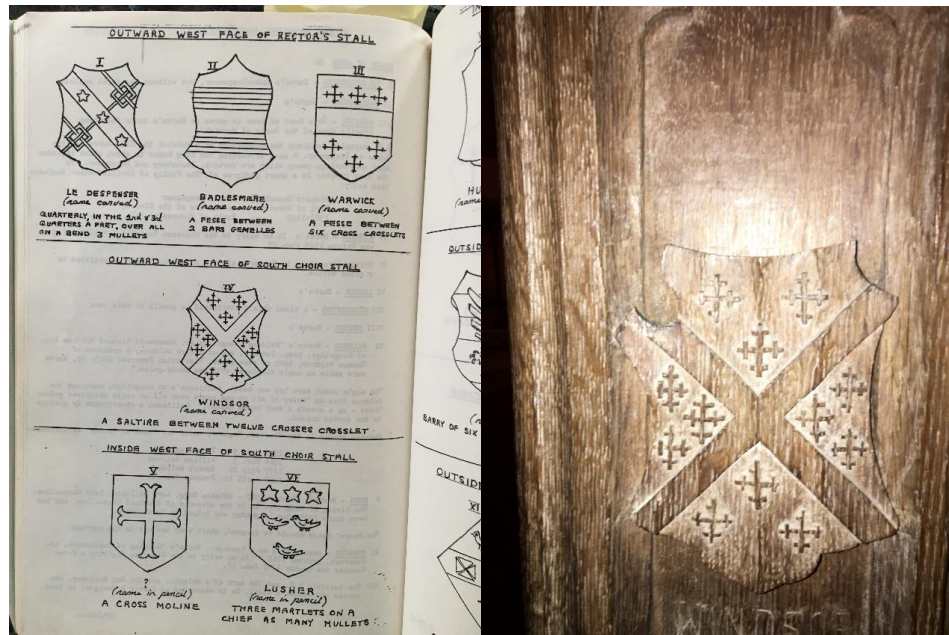 OUTWARD WEST FACE OF RECTOR'S STALL
I
II
III
LE DESPENSER
(name carved)
QUARTERLY, IN THE 2nd & 3rd
QUARTERS A FRET, OVER ALL
ON A BEND 3 MULLETS
BADLESMERE
(name carved)
A FESSE BETWEEN
2 BARS GEMELLES
WARWICK
(name carved)
A FESSE BETWEEN
SIX CROSS CROSSLETS
OUTWARD WEST FACE OF SOUTH CHOIR STALL
IV
WINDSOR
(name carved)
A SALTIRE BETWEEN TWELVE CROSSES CROSSLET
INSIDE WEST FACE OF SOUTH CHOIR STALL
V
VI
?
(name in pencil)
A CROSS MOLINE
LUSHER
(name in pencil)
THREE MARTLETS ON A
CHIEF AS MANY MULLETS
HU
OUTSID
BARRY OF SIX
OUTSID
XI
WINDSOR